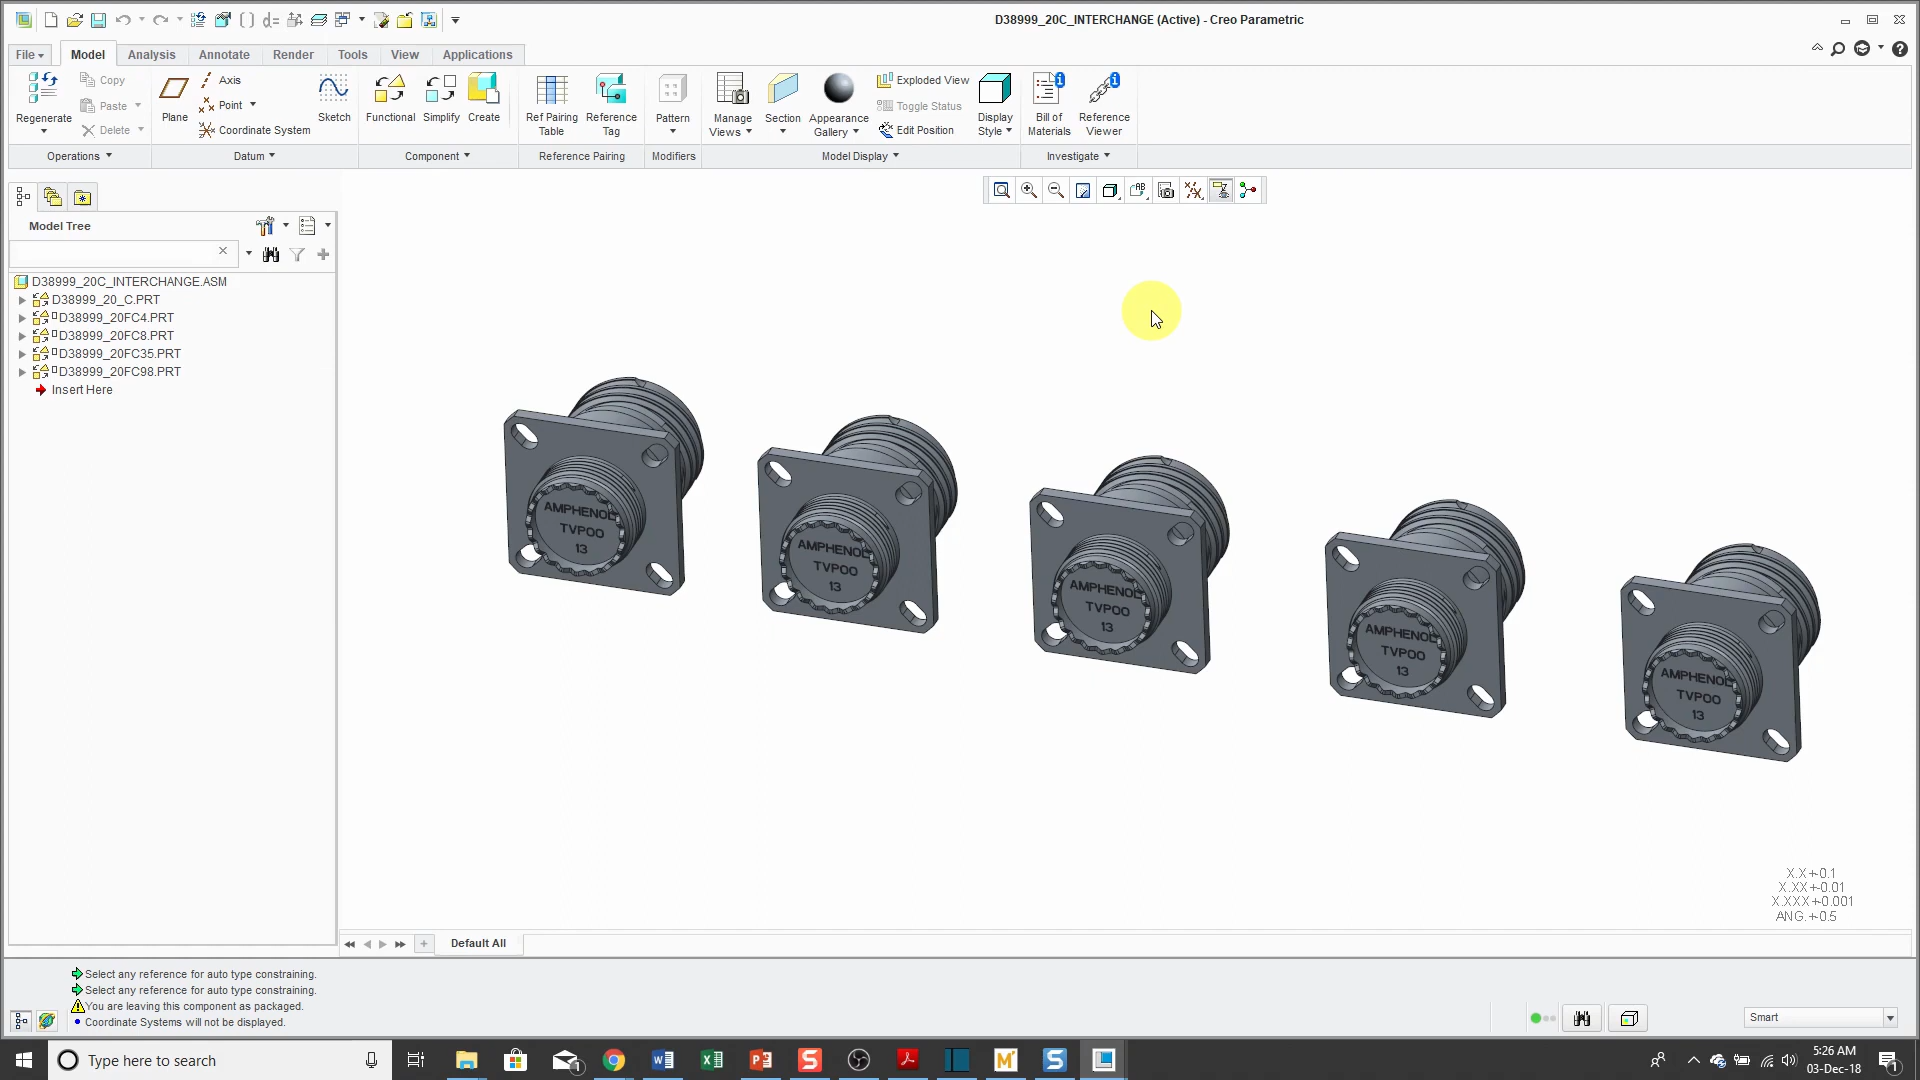 D38999_20C_INTERCHANGE (Active) - Creo Parametric
File
Model
Analysis
Annotate
Render
Tools
View
Applications
Regenerate
Copy
Paste
Delete
Plane
Axis
Point
Coordinate System
Sketch
Functional
Simplify
Create
Ref Pairing
Table
Reference
Tag
Pattern
Manage
Views
Section
Appearance
Gallery
Exploded View
Toggle Status
Edit Position
Display
Style
Bill of
Materials
Reference
Viewer
Operations
Datum
Component
Reference Pairing
Modifiers
Model Display
Investigate
Model Tree
D38999_20C_INTERCHANGE.ASM
D38999_20_C.PRT
D38999_20FC4.PRT
D38999_20FC8.PRT
D38999_20FC35.PRT
D38999_20FC98.PRT
Insert Here
AMPHENOL
TVP00
13
AMPHENOL
TVP00
13
AMPHENOL
TVP00
13
AMPHENOL
TVP00
13
AMPHENOL
TVP00
13
X.X+-0.1
X.XX+-0.01
X.XXX+-0.001
ANG.+-0.5
Default All
Select any reference for auto type constraining.
Select any reference for auto type constraining.
You are leaving this component as packaged.
Coordinate Systems will not be displayed.
Smart
Type here to search
5:26 AM
03-Dec-18